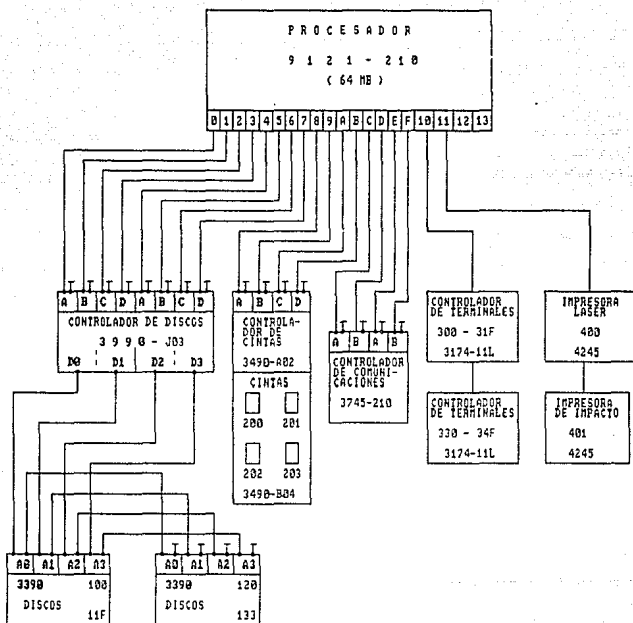 PROCESADOR
9121-210
(64 MB)
0 1 2 3 4 5 6 7 8 9 A B C D E F 10 11 12 13
A B C D A B C D
CONTROLADOR DE DISCOS
3990-J03
D0 D1 D2 D3
A B C D
CONTROLA-
DOR DE
CINTAS
3490-A02
CINTAS
200 201
202 203
3490-B04
A B A B
CONTROLADOR
DE COMUNI-
CACIONES
3745-210
CONTROLADOR
DE TERMINALES
300 - 31F
3174-11L
CONTROLADOR
DE TERMINALES
330 - 34F
3174-11L
IMPRESORA
LASER
400
4245
IMPRESORA
DE IMPACTO
401
4245
A0 A1 A2 A3
3390 100
DISCOS
11F
A0 A1 A2 A3
3390 120
DISCOS
133